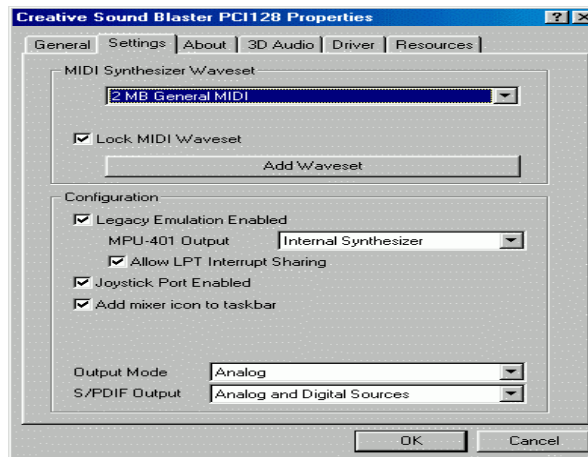 Creative Sound Blaster PCI128 Properties
General Settings About 3D Audio Driver Resources
MIDI Synthesizer Waveset
2 MB General MIDI
Lock MIDI Waveset
Add Waveset
Configuration
Legacy Emulation Enabled
MPU-401 Output Internal Synthesizer
Allow LPT Interrupt Sharing
Joystick Port Enabled
Add mixer icon to taskbar
Output Mode Analog
S/PDIF Output Analog and Digital Sources
OK Cancel